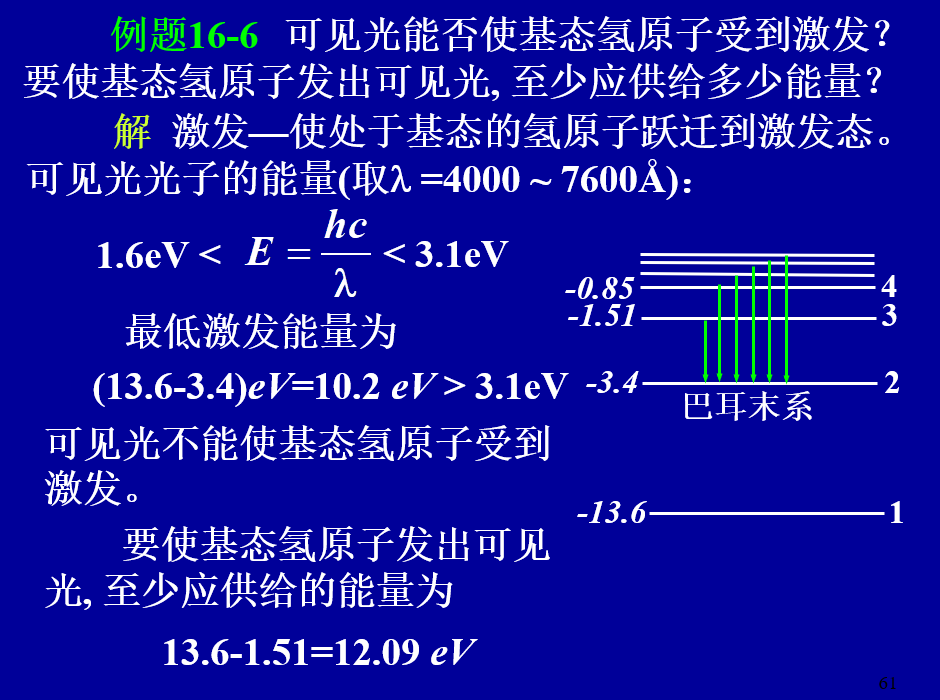 例题16-6 可见光能否使基态氢原子受到激发？
要使基态氢原子发出可见光, 至少应供给多少能量？
解 激发—使处于基态的氢原子跃迁到激发态。
可见光光子的能量(取λ =4000 ~ 7600Å)：
1.6eV < E = hc/λ < 3.1eV
最低激发能量为
(13.6-3.4)eV=10.2 eV > 3.1eV
可见光不能使基态氢原子受到
激发。
要使基态氢原子发出可见
光, 至少应供给的能量为
13.6-1.51=12.09 eV
-0.85 4
-1.51 3
-3.4 2
巴耳末系
-13.6 1
61